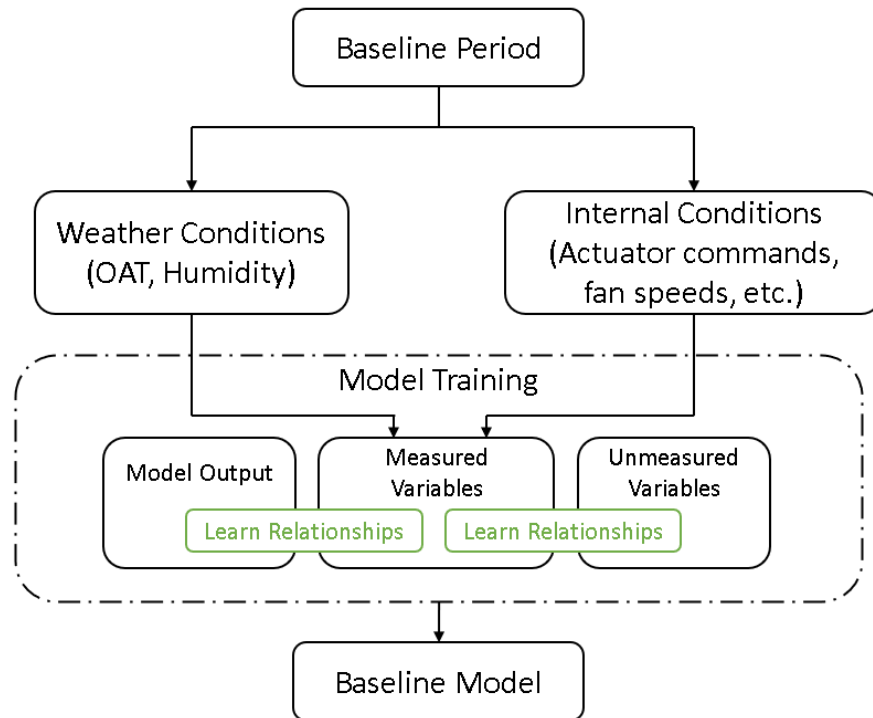 Baseline Period
Weather Conditions
(OAT, Humidity)
Internal Conditions
(Actuator commands,
fan speeds, etc.)
Model Training
Model Output
Measured
Variables
Unmeasured
Variables
Learn Relationships
Learn Relationships
Baseline Model